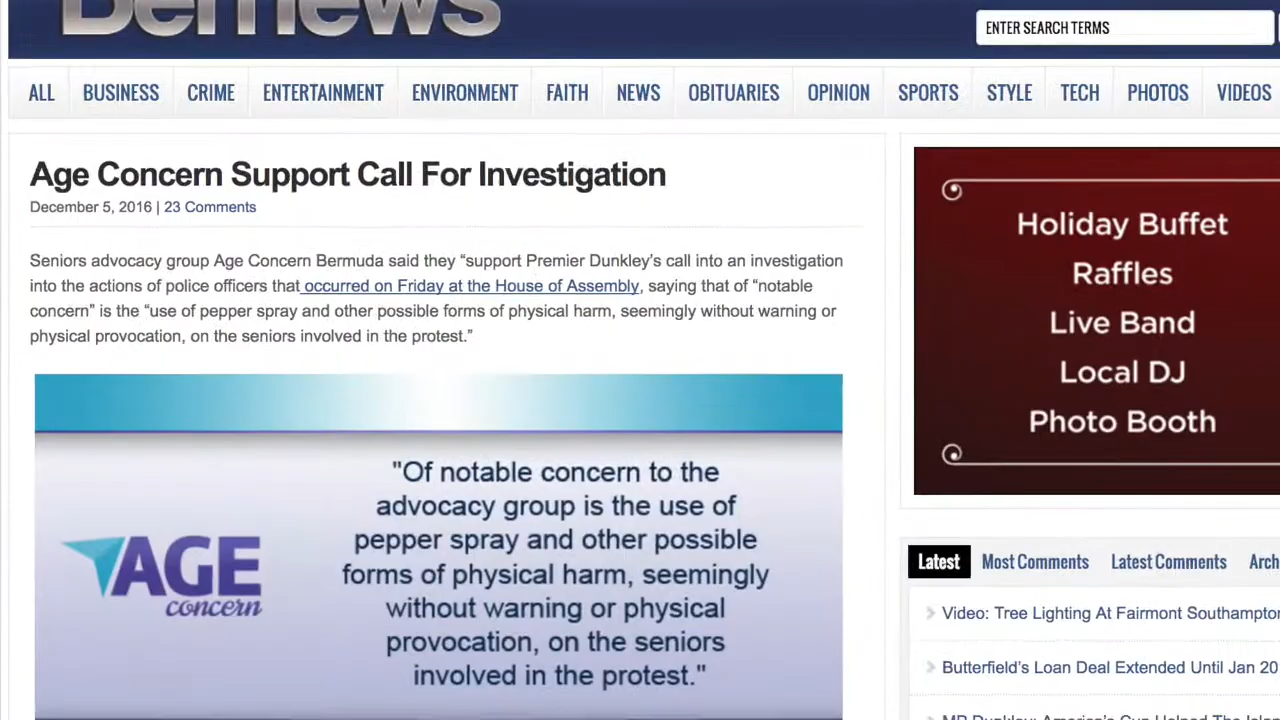 Bernews
ENTER SEARCH TERMS
ALL BUSINESS CRIME ENTERTAINMENT ENVIRONMENT FAITH NEWS OBITUARIES OPINION SPORTS STYLE TECH PHOTOS VIDEOS
Age Concern Support Call For Investigation
December 5, 2016 | 23 Comments
Seniors advocacy group Age Concern Bermuda said they “support Premier Dunkley’s call into an investigation
into the actions of police officers that occurred on Friday at the House of Assembly, saying that of “notable
concern” is the “use of pepper spray and other possible forms of physical harm, seemingly without warning or
physical provocation, on the seniors involved in the protest.”
AGE
concern
"Of notable concern to the
advocacy group is the use of
pepper spray and other possible
forms of physical harm, seemingly
without warning or physical
provocation, on the seniors
involved in the protest."
Holiday Buffet
Raffles
Live Band
Local DJ
Photo Booth
Latest Most Comments Latest Comments Arch
Video: Tree Lighting At Fairmont Southampton
Butterfield’s Loan Deal Extended Until Jan 20